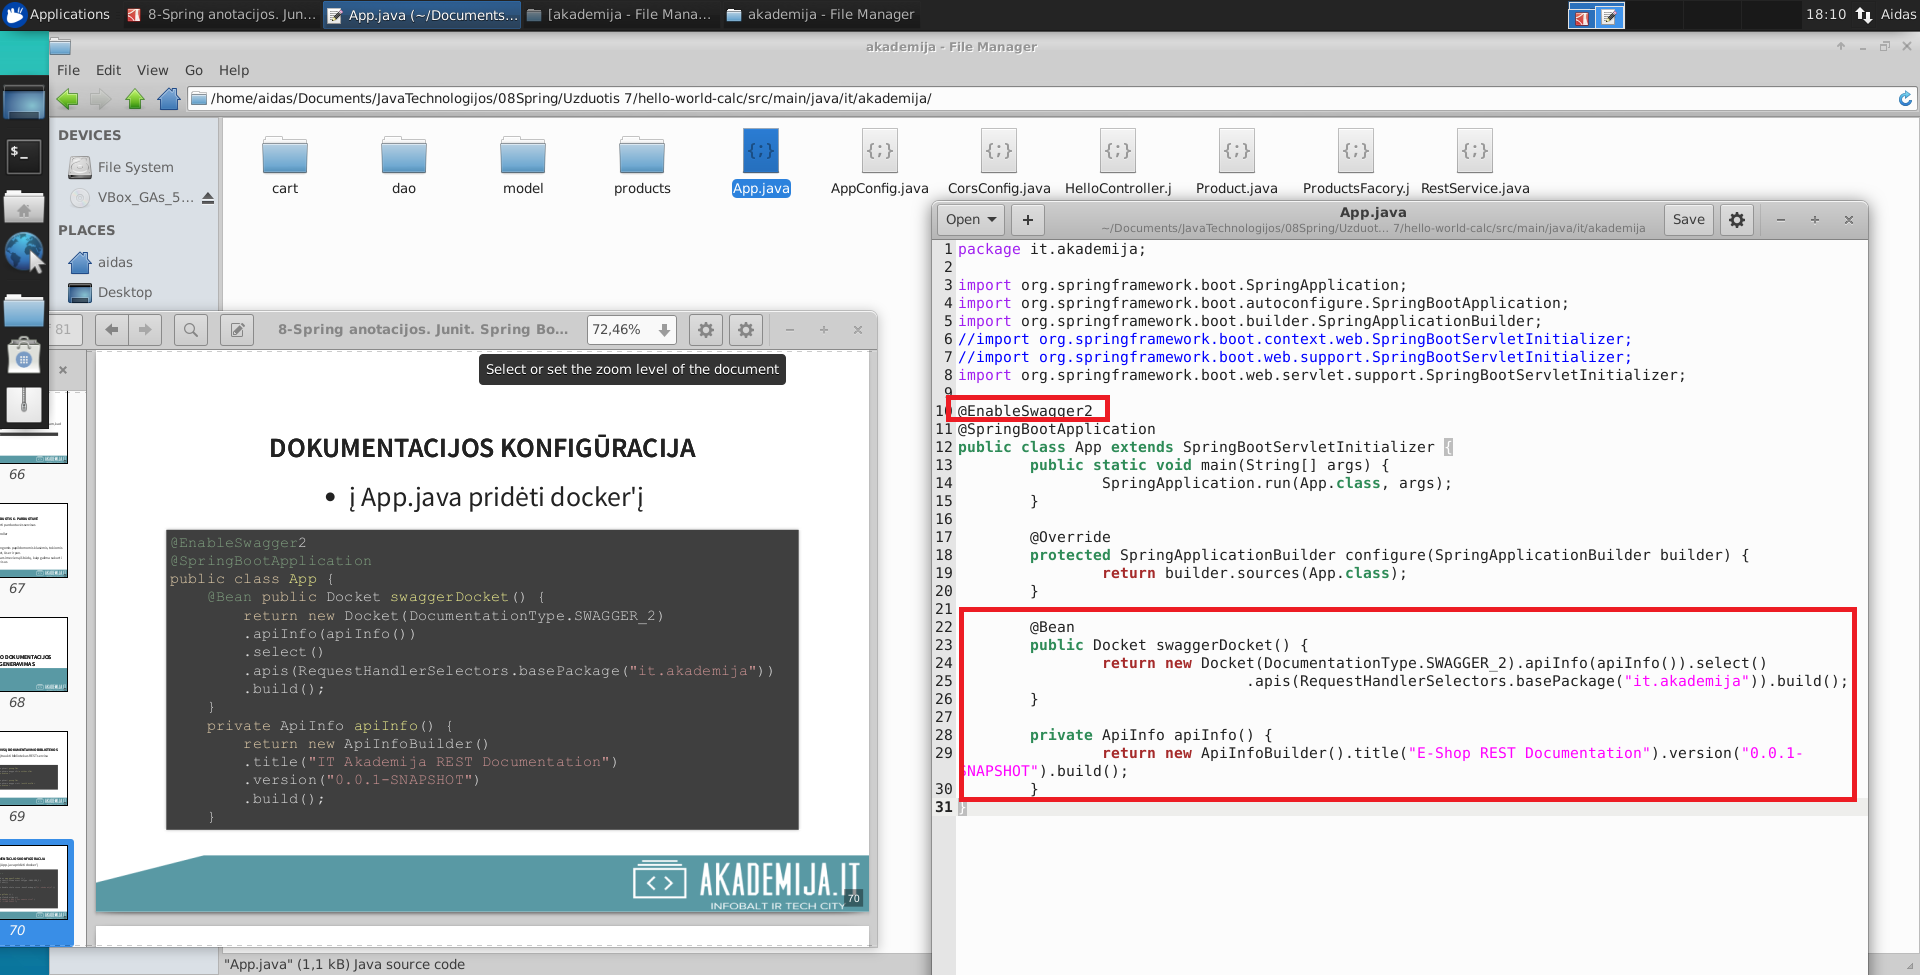 Applications
8-Spring anotacijos. Jun...
App.java (~/Documents...
[akademija - File Mana...
akademija - File Manager
18:10
Aidas
akademija - File Manager
File Edit View Go Help
/home/aidas/Documents/JavaTechnologijos/08Spring/Uzduotis 7/hello-world-calc/src/main/java/it/akademija/
DEVICES
File System
VBox_GAs_5...
PLACES
aidas
Desktop
cart
dao
model
products
App.java
AppConfig.java
CorsConfig.java
HelloController.j
Product.java
ProductsFacory.j
RestService.java
81
8-Spring anotacijos. Junit. Spring Bo...
72,46%
Select or set the zoom level of the document
66
67
68
69
70
DOKUMENTACIJOS KONFIGŪRACIJA
• į App.java pridėti docker'į
@EnableSwagger2
@SpringBootApplication
public class App {
@Bean public Docket swaggerDocket() {
return new Docket(DocumentationType.SWAGGER_2)
.apiInfo(apiInfo())
.select()
.apis(RequestHandlerSelectors.basePackage("it.akademija"))
.build();
}
private ApiInfo apiInfo() {
return new ApiInfoBuilder()
.title("IT Akademija REST Documentation")
.version("0.0.1-SNAPSHOT")
.build();
}
AKADEMIJA.IT
INFOBALT IR TECH CITY
70
"App.java" (1,1 kB) Java source code
Open
+
App.java
~/Documents/JavaTechnologijos/08Spring/Uzduot... 7/hello-world-calc/src/main/java/it/akademija
Save
1 package it.akademija;
2
3 import org.springframework.boot.SpringApplication;
4 import org.springframework.boot.autoconfigure.SpringBootApplication;
5 import org.springframework.boot.builder.SpringApplicationBuilder;
6 //import org.springframework.boot.context.web.SpringBootServletInitializer;
7 //import org.springframework.boot.web.support.SpringBootServletInitializer;
8 import org.springframework.boot.web.servlet.support.SpringBootServletInitializer;
9
10 @EnableSwagger2
11 @SpringBootApplication
12 public class App extends SpringBootServletInitializer {
13 public static void main(String[] args) {
14 SpringApplication.run(App.class, args);
15 }
16
17 @Override
18 protected SpringApplicationBuilder configure(SpringApplicationBuilder builder) {
19 return builder.sources(App.class);
20 }
21
22 @Bean
23 public Docket swaggerDocket() {
24 return new Docket(DocumentationType.SWAGGER_2).apiInfo(apiInfo()).select()
25 .apis(RequestHandlerSelectors.basePackage("it.akademija")).build();
26 }
27
28 private ApiInfo apiInfo() {
29 return new ApiInfoBuilder().title("E-Shop REST Documentation").version("0.0.1-
SNAPSHOT").build();
30 }
31 }